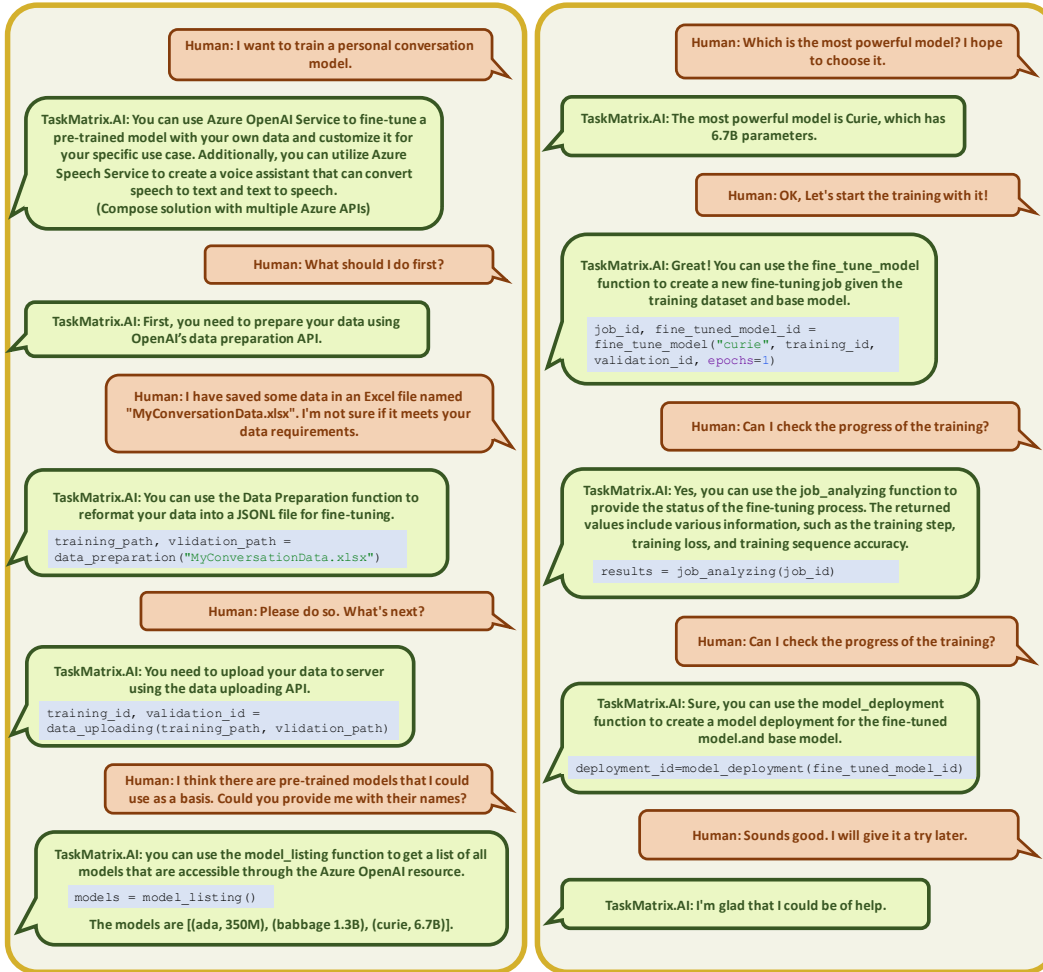 Human: I want to train a personal conversation
model.
TaskMatrix.AI: You can use Azure OpenAI Service to fine-tune a
pre-trained model with your own data and customize it for
your specific use case. Additionally, you can utilize Azure
Speech Service to create a voice assistant that can convert
speech to text and text to speech.
(Compose solution with multiple Azure APIs)
Human: What should I do first?
TaskMatrix.AI: First, you need to prepare your data using
OpenAI's data preparation API.
Human: I have saved some data in an Excel file named
"MyConversationData.xlsx". I'm not sure if it meets your
data requirements.
TaskMatrix.AI: You can use the Data Preparation function to
reformat your data into a JSONL file for fine-tuning.
training_path, vlidation_path =
data_preparation("MyConversationData.xlsx")
Human: Please do so. What's next?
TaskMatrix.AI: You need to upload your data to server
using the data uploading API.
training_id, validation_id =
data_uploading(training_path, vlidation_path)
Human: I think there are pre-trained models that I could
use as a basis. Could you provide me with their names?
TaskMatrix.AI: you can use the model_listing function to get a list of all
models that are accessible through the Azure OpenAI resource.
models = model_listing()
The models are [(ada, 350M), (babbage 1.3B), (curie, 6.7B)].
Human: Which is the most powerful model? I hope
to choose it.
TaskMatrix.AI: The most powerful model is Curie, which has
6.7B parameters.
Human: OK, Let's start the training with it!
TaskMatrix.AI: Great! You can use the fine_tune_model
function to create a new fine-tuning job given the
training dataset and base model.
job_id, fine_tuned_model_id =
fine_tune_model("curie", training_id,
validation_id, epochs=1)
Human: Can I check the progress of the training?
TaskMatrix.AI: Yes, you can use the job_analyzing function to
provide the status of the fine-tuning process. The returned
values include various information, such as the training step,
training loss, and training sequence accuracy.
results = job_analyzing(job_id)
Human: Can I check the progress of the training?
TaskMatrix.AI: Sure, you can use the model_deployment
function to create a model deployment for the fine-tuned
model.and base model.
deployment_id=model_deployment(fine_tuned_model_id)
Human: Sounds good. I will give it a try later.
TaskMatrix.AI: I'm glad that I could be of help.